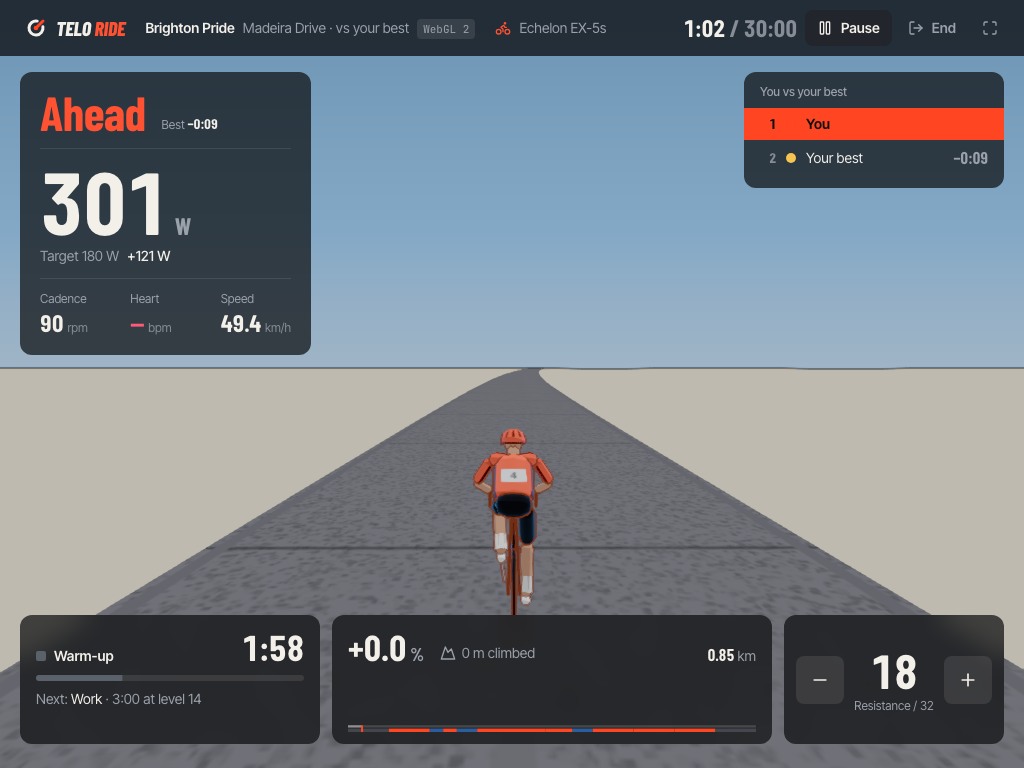 TELO RIDE Brighton Pride Madeira Drive · vs your best WebGL 2 Echelon EX-5s 1:02 / 30:00 Pause End
Ahead Best −0:09
301 W
Target 180 W +121 W
Cadence Heart Speed
90 rpm – bpm 49.4 km/h
You vs your best
1 You
2 Your best −0:09
4
Warm-up 1:58
Next: Work · 3:00 at level 14
+0.0 % 0 m climbed 0.85 km
− 18 +
Resistance / 32